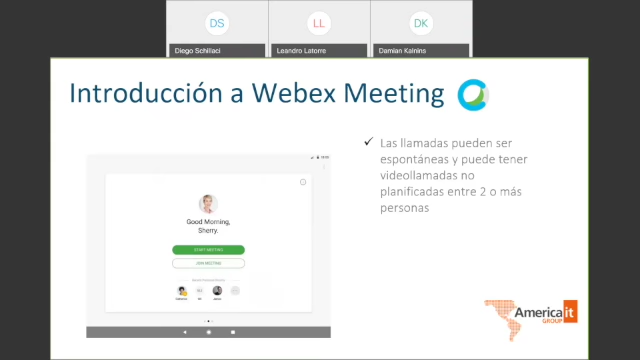 DS
LL
DK
Diego Schillaci
Leandro Latorre
Damian Kainins
Introducción a Webex Meeting
Las llamadas pueden ser
espontáneas y puede tener
videollamadas no
planificadas entre 2 o más
personas
Good Morning,
Sherry.
START MEETING
JOIN MEETING
America it
GROUP